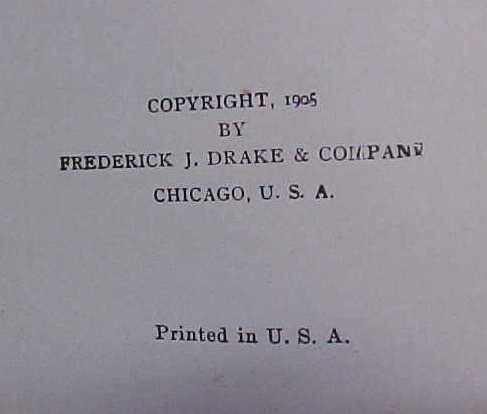 COPYRIGHT, 1905
BY
FREDERICK J. DRAKE & COMPANY
CHICAGO, U. S. A.
Printed in U. S. A.